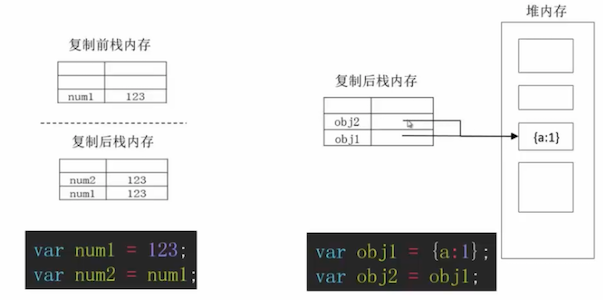 复制前栈内存
num1 123
复制后栈内存
num2 123
num1 123
var num1 = 123;
var num2 = num1;
复制后栈内存
obj2
obj1
堆内存
{a:1}
var obj1 = {a:1};
var obj2 = obj1;